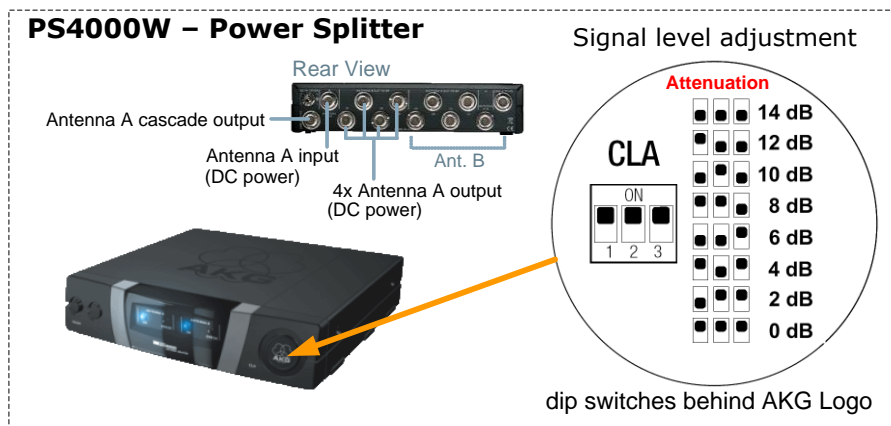 PS4000W – Power Splitter
Rear View
Antenna A cascade output
Antenna A input
(DC power)
4x Antenna A output
(DC power)
Ant. B
AKG
AKG
Signal level adjustment
Attenuation
CLA
ON
1 2 3
14 dB
12 dB
10 dB
8 dB
6 dB
4 dB
2 dB
0 dB
dip switches behind AKG Logo